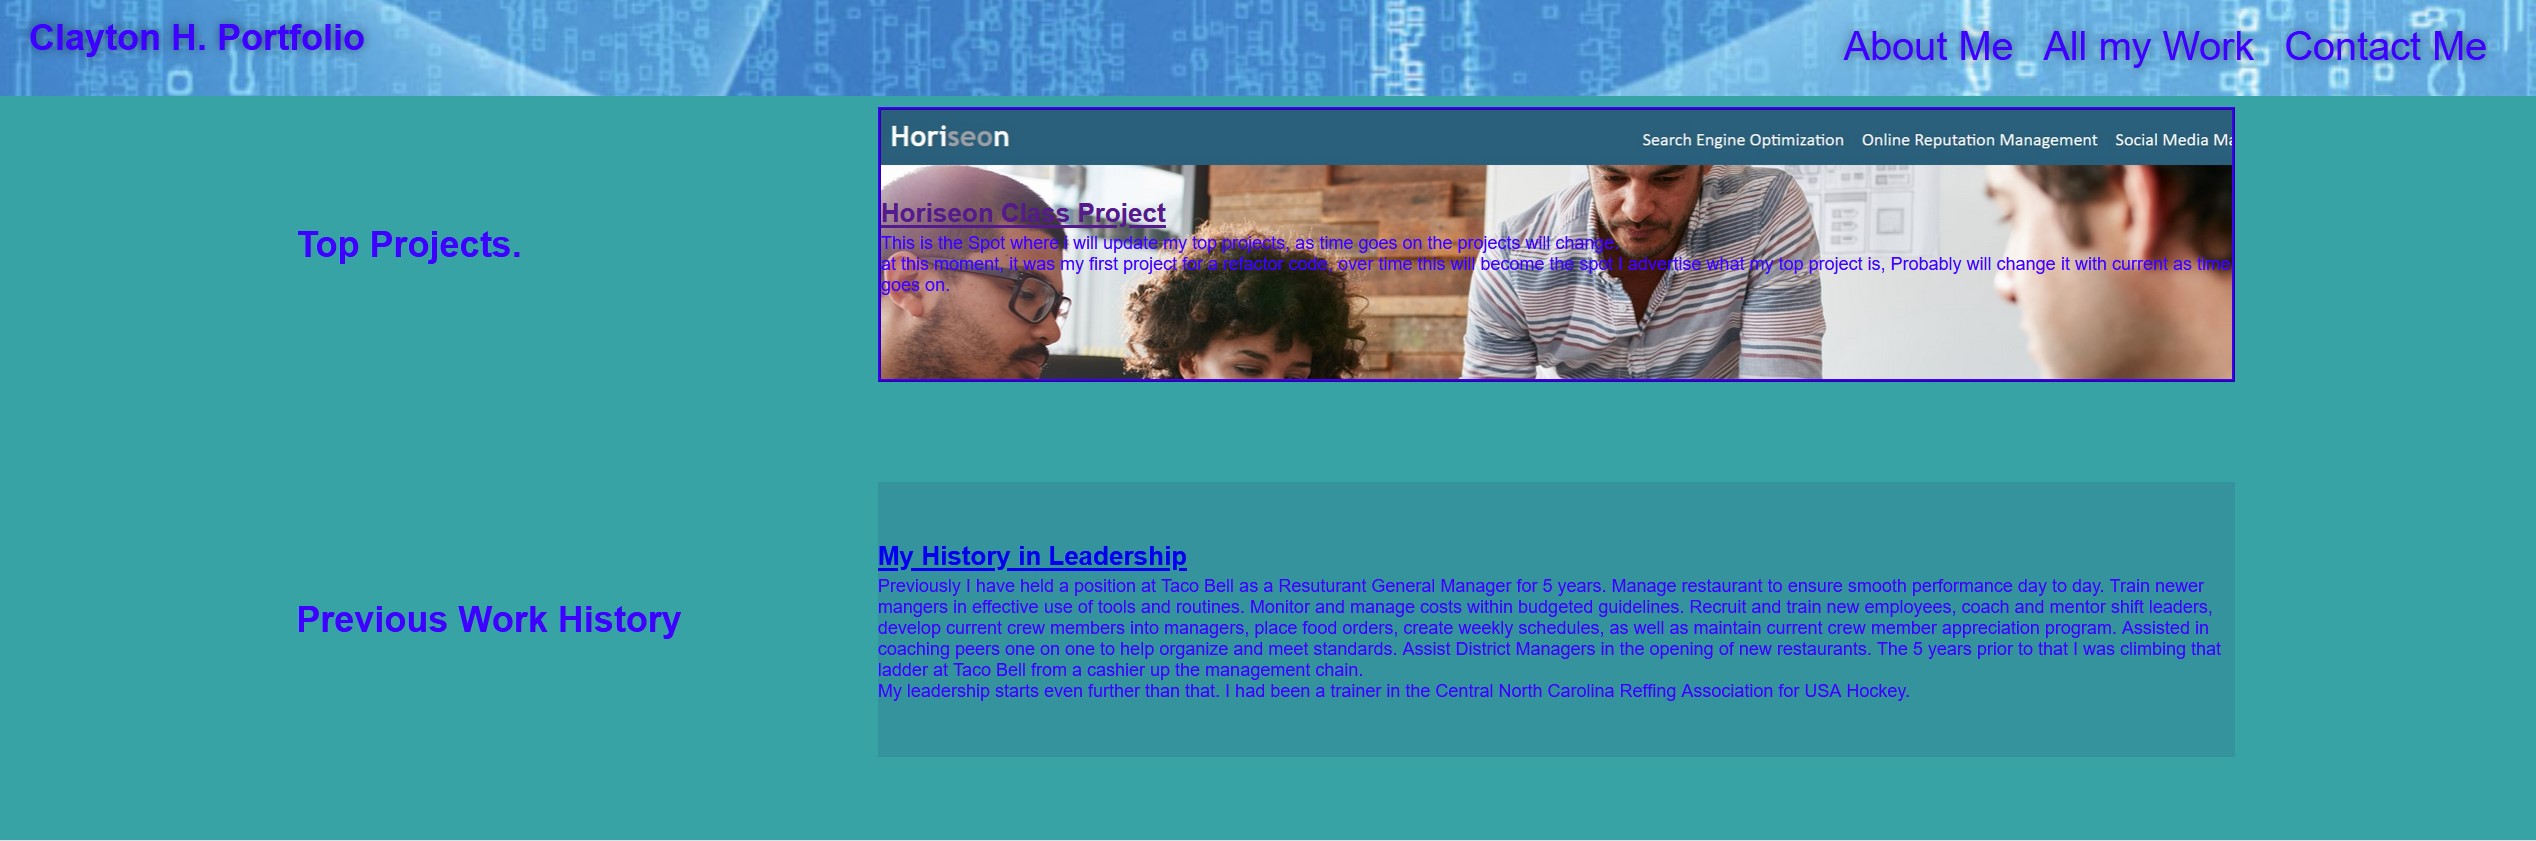 Clayton H. Portfolio
About Me All my Work Contact Me
Horiseon
Search Engine Optimization Online Reputation Management Social Media Ma
Top Projects.
Horiseon Class Project
This is the Spot where i will update my top projects, as time goes on the projects will change.
at this moment, it was my first project for a refactor code, over time this will become the spot I advertise what my top project is, Probably will change it with current as time
goes on.
Previous Work History
My History in Leadership
Previously I have held a position at Taco Bell as a Resuturant General Manager for 5 years. Manage restaurant to ensure smooth performance day to day. Train newer
mangers in effective use of tools and routines. Monitor and manage costs within budgeted guidelines. Recruit and train new employees, coach and mentor shift leaders,
develop current crew members into managers, place food orders, create weekly schedules, as well as maintain current crew member appreciation program. Assisted in
coaching peers one on one to help organize and meet standards. Assist District Managers in the opening of new restaurants. The 5 years prior to that I was climbing that
ladder at Taco Bell from a cashier up the management chain.
My leadership starts even further than that. I had been a trainer in the Central North Carolina Reffing Association for USA Hockey.